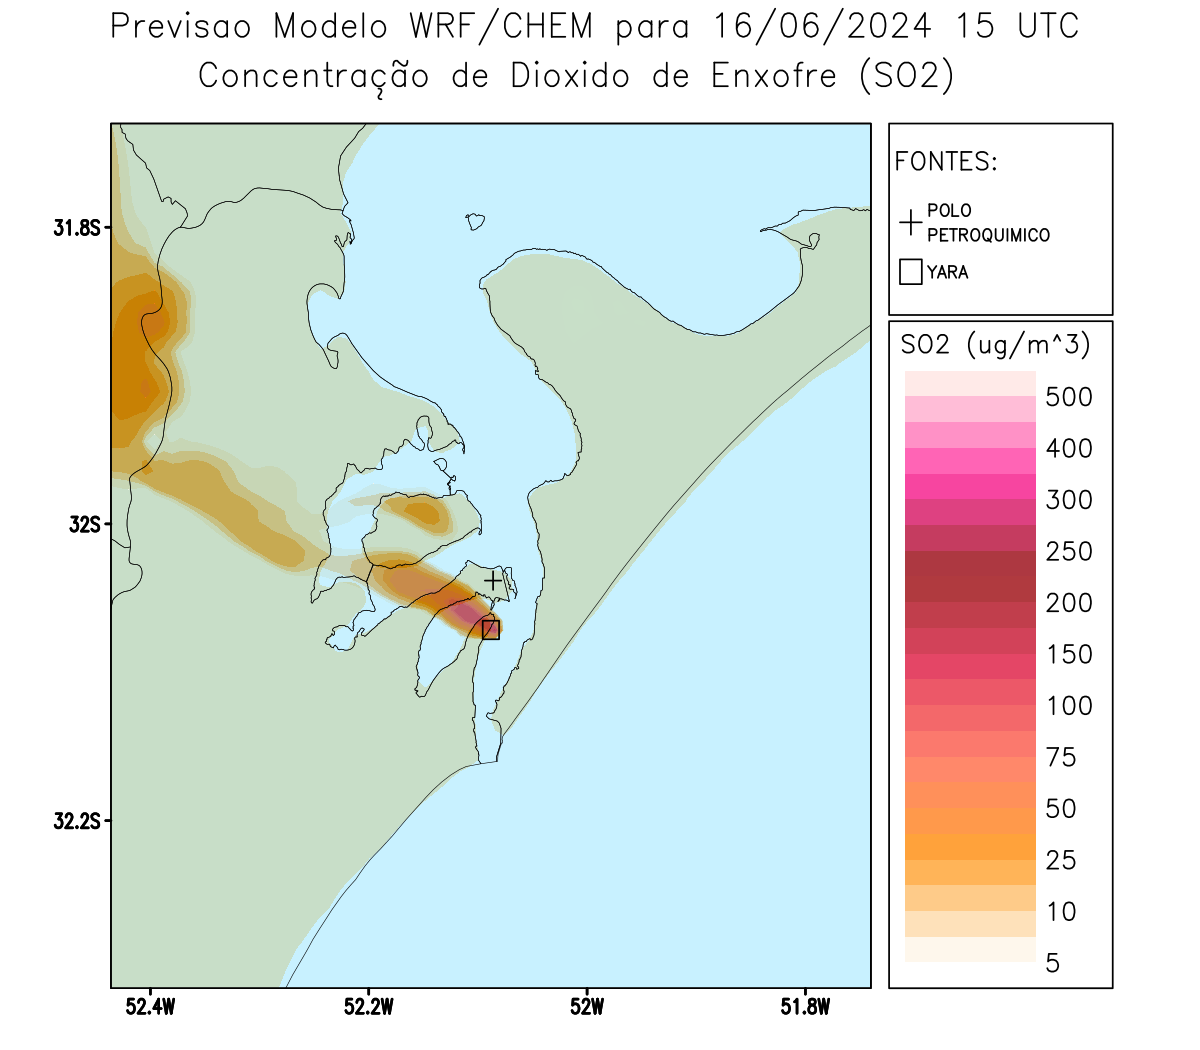 Previsao Modelo WRF/CHEM para 16/06/2024 15 UTC
Concentração de Dioxido de Enxofre (SO2)
FONTES:
POLO
PETROQUIMICO
YARA
SO2 (ug/m^3)
500
400
300
250
200
150
100
75
50
25
10
5
31.8S
32S
32.2S
52.4W
52.2W
52W
51.8W